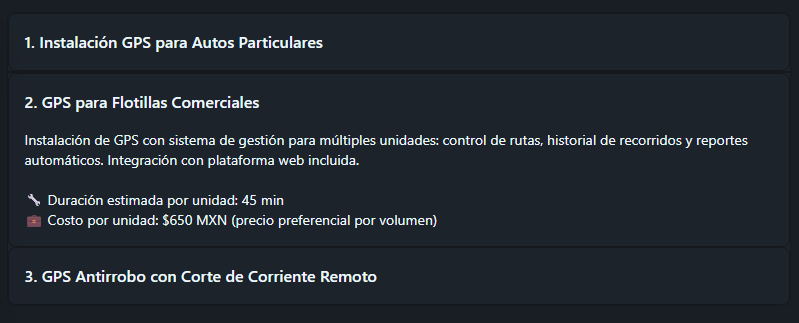 1. Instalación GPS para Autos Particulares
2. GPS para Flotillas Comerciales
Instalación de GPS con sistema de gestión para múltiples unidades: control de rutas, historial de recorridos y reportes
automáticos. Integración con plataforma web incluida.
🔧 Duración estimada por unidad: 45 min
💼 Costo por unidad: $650 MXN (precio preferencial por volumen)
3. GPS Antirrobo con Corte de Corriente Remoto